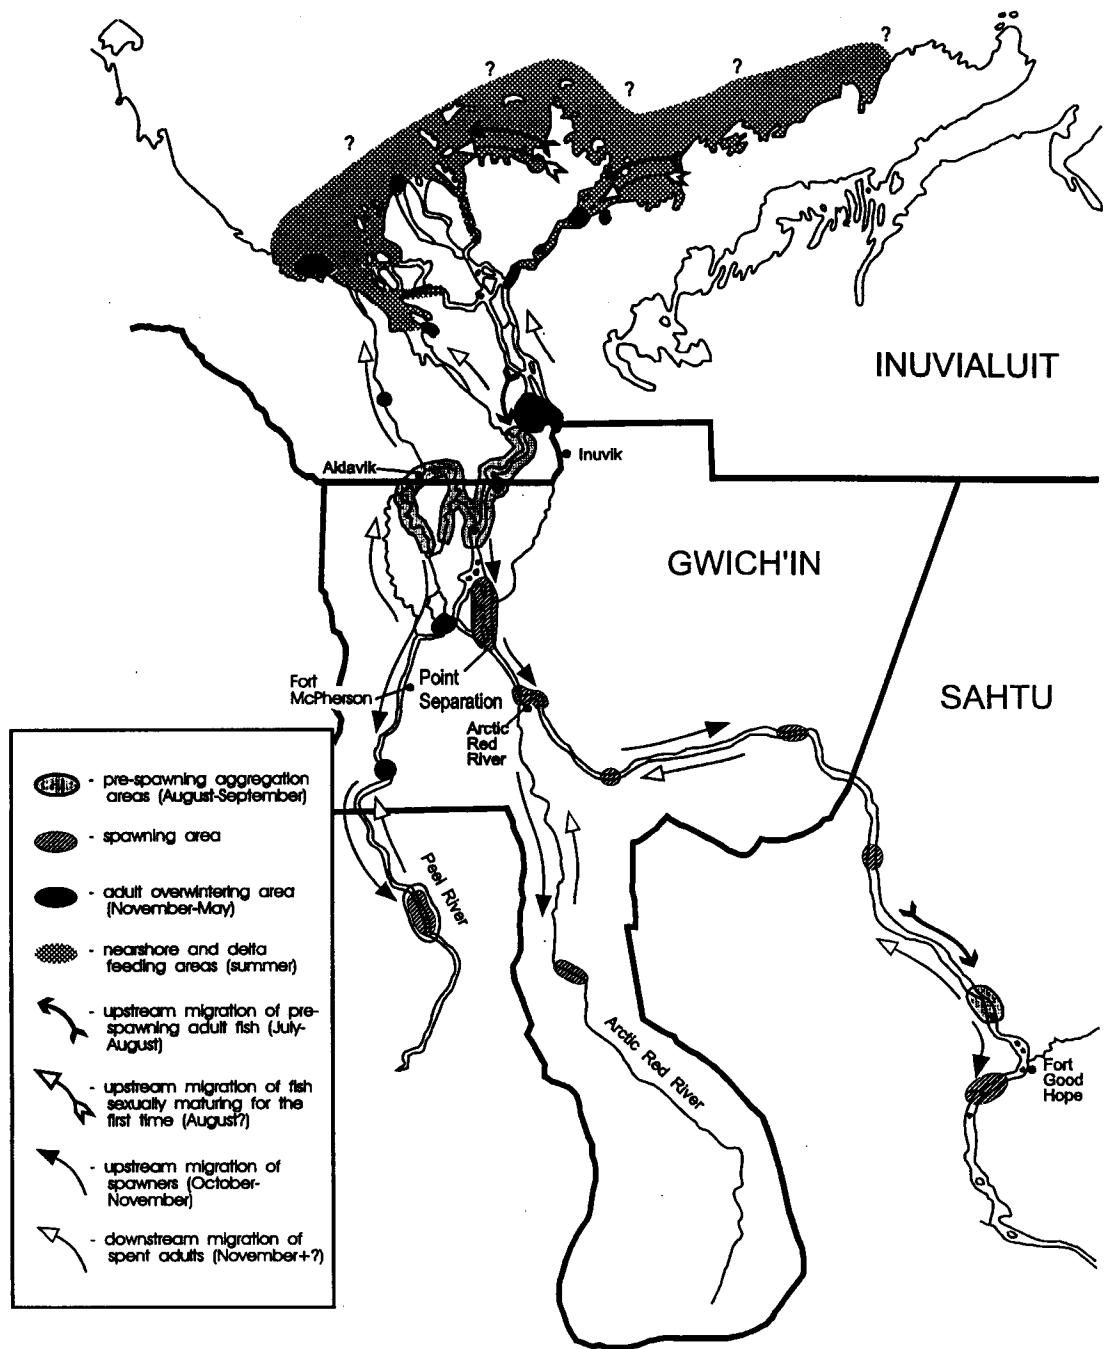 ?
?
?
?
?
INUVIALUIT
Inuvik
Aklavik
GWICH'IN
Fort
McPherson
Point
Separation
Arctic
Red
River
SAHTU
Peel River
Arctic Red River
Fort
Good
Hope
- pre-spawning aggregation
areas (August-September)
- spawning area
- adult overwintering area
(November-May)
- nearshore and delta
feeding areas (summer)
- upstream migration of pre-
spawning adult fish (July-
August)
- upstream migration of fish
sexually maturing for the
first time (August?)
- upstream migration of
spawners (October-
November)
- downstream migration of
spent adults (November+?)